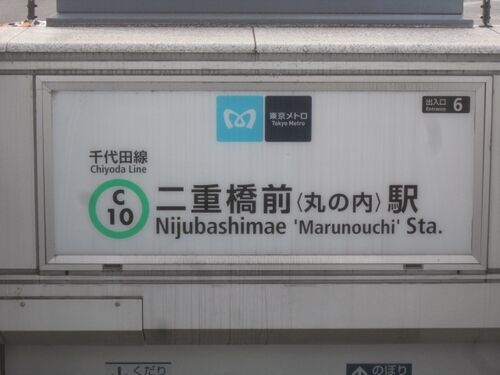 東京メトロ
Tokyo Metro
出入口
Entrance
6
千代田線
Chiyoda Line
C
10
二重橋前〈丸の内〉駅
Nijubashimae 'Marunouchi' Sta.
↓くだり
↑のぼり